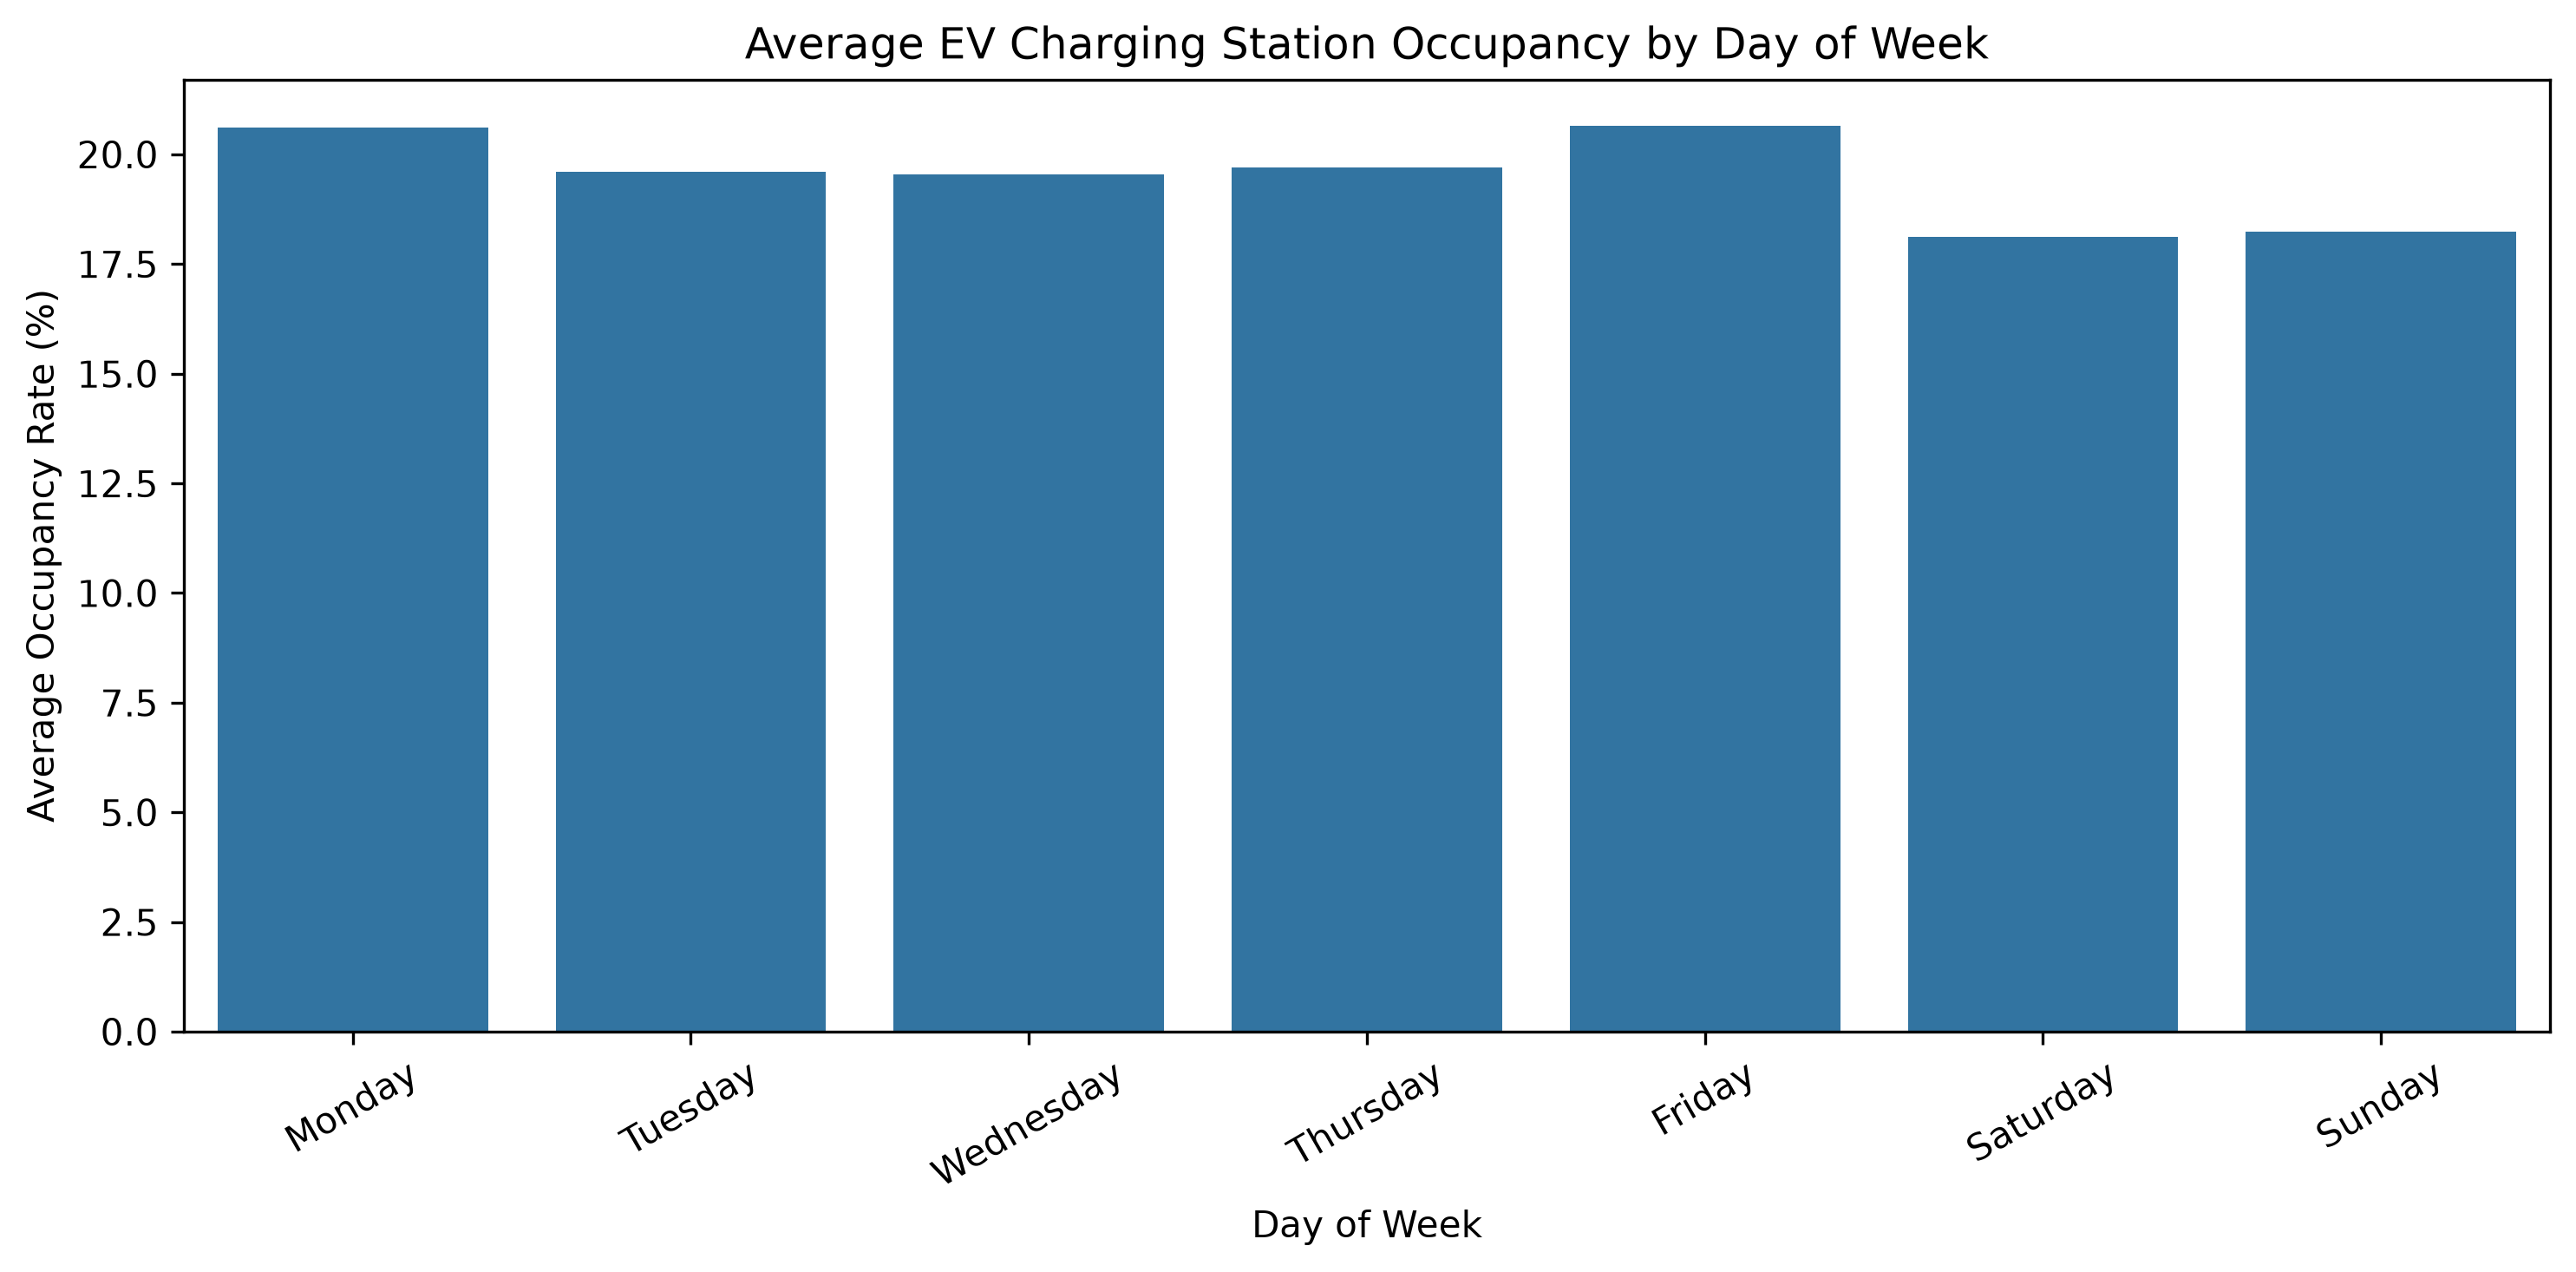 Average EV Charging Station Occupancy by Day of Week
Average Occupancy Rate (%)
20.0
17.5
15.0
12.5
10.0
7.5
5.0
2.5
0.0
Monday
Tuesday
Wednesday
Thursday
Friday
Saturday
Sunday
Day of Week